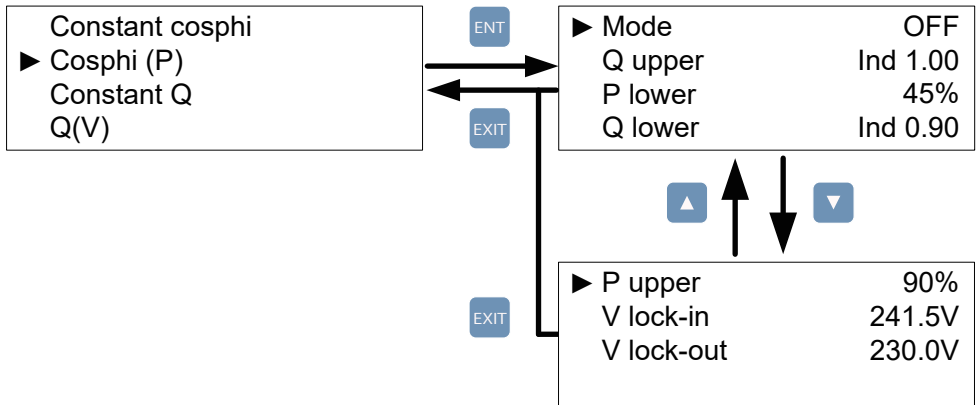 Constant cosphi
► Cosphi (P)
Constant Q
Q(V)
ENT
EXIT
► Mode OFF
Q upper Ind 1.00
P lower 45%
Q lower Ind 0.90
▲
▼
EXIT
► P upper 90%
V lock-in 241.5V
V lock-out 230.0V